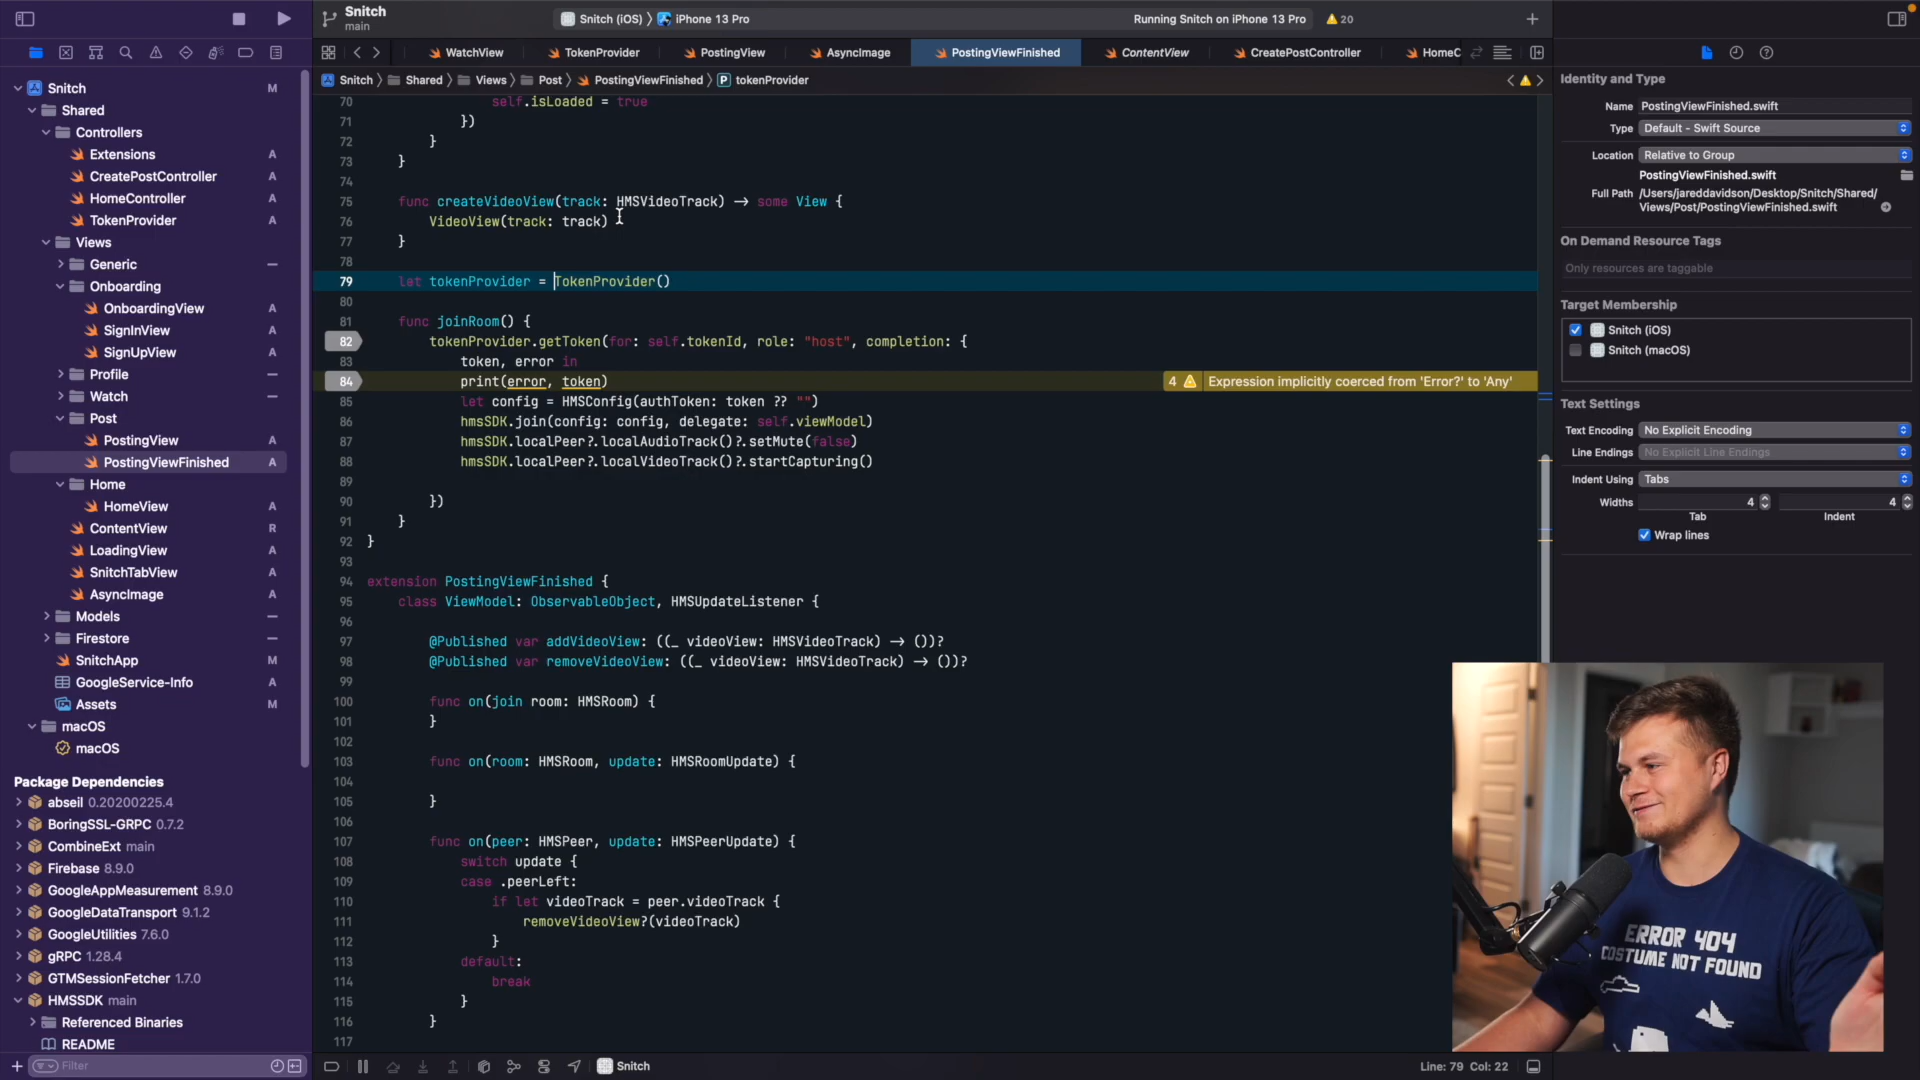 Snitch
main
Snitch (iOS) 〉 iPhone 13 Pro
Running Snitch on iPhone 13 Pro
20
WatchView
TokenProvider
PostingView
AsyncImage
PostingViewFinished
ContentView
CreatePostController
HomeC
Snitch 〉 Shared 〉 Views 〉 Post 〉 PostingViewFinished 〉 P tokenProvider
Snitch M
Shared
Controllers
Extensions A
CreatePostController A
HomeController A
TokenProvider A
Views
Generic
Onboarding
OnboardingView A
SignInView A
SignUpView A
Profile
Watch
Post
PostingView A
PostingViewFinished A
Home
HomeView A
ContentView R
LoadingView A
SnitchTabView A
AsyncImage A
Models
Firestore
SnitchApp M
GoogleService-Info A
Assets M
macOS
macOS
Package Dependencies
abseil 0.20200225.4
BoringSSL-GRPC 0.7.2
CombineExt main
Firebase 8.9.0
GoogleAppMeasurement 8.9.0
GoogleDataTransport 9.1.2
GoogleUtilities 7.6.0
gRPC 1.28.4
GTMSessionFetcher 1.7.0
HMSSDK main
Referenced Binaries
README
Filter
70 self.isLoaded = true
71 })
72 }
73 }
74
75 func createVideoView(track: HMSVideoTrack) -> some View {
76 VideoView(track: track)
77 }
78
79 let tokenProvider = TokenProvider()
80
81 func joinRoom() {
82 tokenProvider.getToken(for: self.tokenId, role: "host", completion: {
83 token, error in
84 print(error, token)
4 Expression implicitly coerced from 'Error?' to 'Any'
85 let config = HMSConfig(authToken: token ?? "")
86 hmsSDK.join(config: config, delegate: self.viewModel)
87 hmsSDK.localPeer?.localAudioTrack()?.setMute(false)
88 hmsSDK.localPeer?.localVideoTrack()?.startCapturing()
89
90 })
91 }
92 }
93
94 extension PostingViewFinished {
95 class ViewModel: ObservableObject, HMSUpdateListener {
96
97 @Published var addVideoView: ((_ videoView: HMSVideoTrack) -> ())?
98 @Published var removeVideoView: ((_ videoView: HMSVideoTrack) -> ())?
99
100 func on(join room: HMSRoom) {
101 }
102
103 func on(room: HMSRoom, update: HMSRoomUpdate) {
104
105 }
106
107 func on(peer: HMSPeer, update: HMSPeerUpdate) {
108 switch update {
109 case .peerLeft:
110 if let videoTrack = peer.videoTrack {
111 removeVideoView?(videoTrack)
112 }
113 default:
114 break
115 }
116 }
117
Snitch
Line: 79 Col: 22
Identity and Type
Name PostingViewFinished.swift
Type Default - Swift Source
Location Relative to Group
PostingViewFinished.swift
Full Path /Users/jareddavidson/Desktop/Snitch/Shared/
Views/Post/PostingViewFinished.swift
On Demand Resource Tags
Only resources are taggable
Target Membership
Snitch (iOS)
Snitch (macOS)
Text Settings
Text Encoding No Explicit Encoding
Line Endings No Explicit Line Endings
Indent Using Tabs
Widths 4 4
Tab Indent
Wrap lines
ERROR 404
COSTUME NOT FOUND